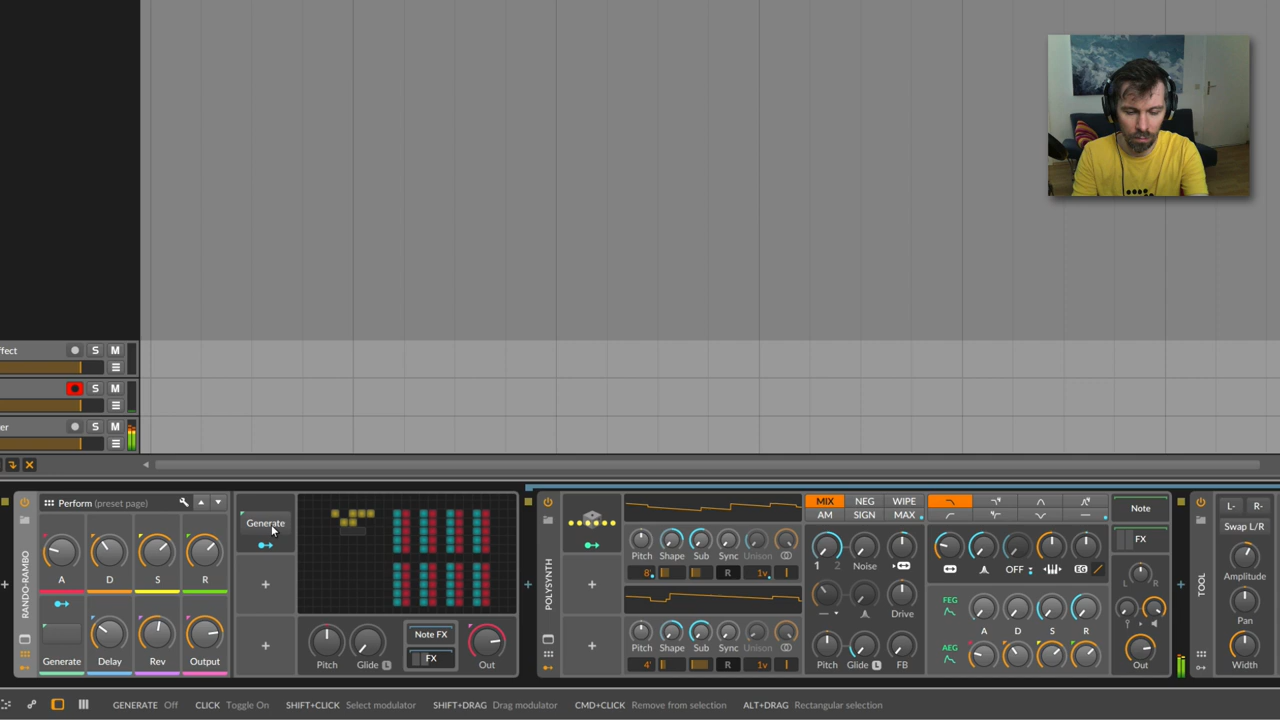 ffect S M
S M
er S M
RANDO-RAMBO
Perform (preset page)
A D S R
Generate Delay Rev Output
Generate
Pitch Glide L
Note FX
FX
Out
POLYSYNTH
Pitch Shape Sub Sync Unison
8' R 1v
Pitch Shape Sub Sync Unison
4' R 1v
MIX NEG WIPE
AM SIGN MAX
1 2 Noise
Drive
Pitch Glide L FB
OFF EG
FEG
A D S R
AEG
Note
FX
L R
Out
TOOL
L- R-
Swap L/R
Amplitude
Pan
Width
GENERATE Off CLICK Toggle On SHIFT+CLICK Select modulator SHIFT+DRAG Drag modulator CMD+CLICK Remove from selection ALT+DRAG Rectangular selection